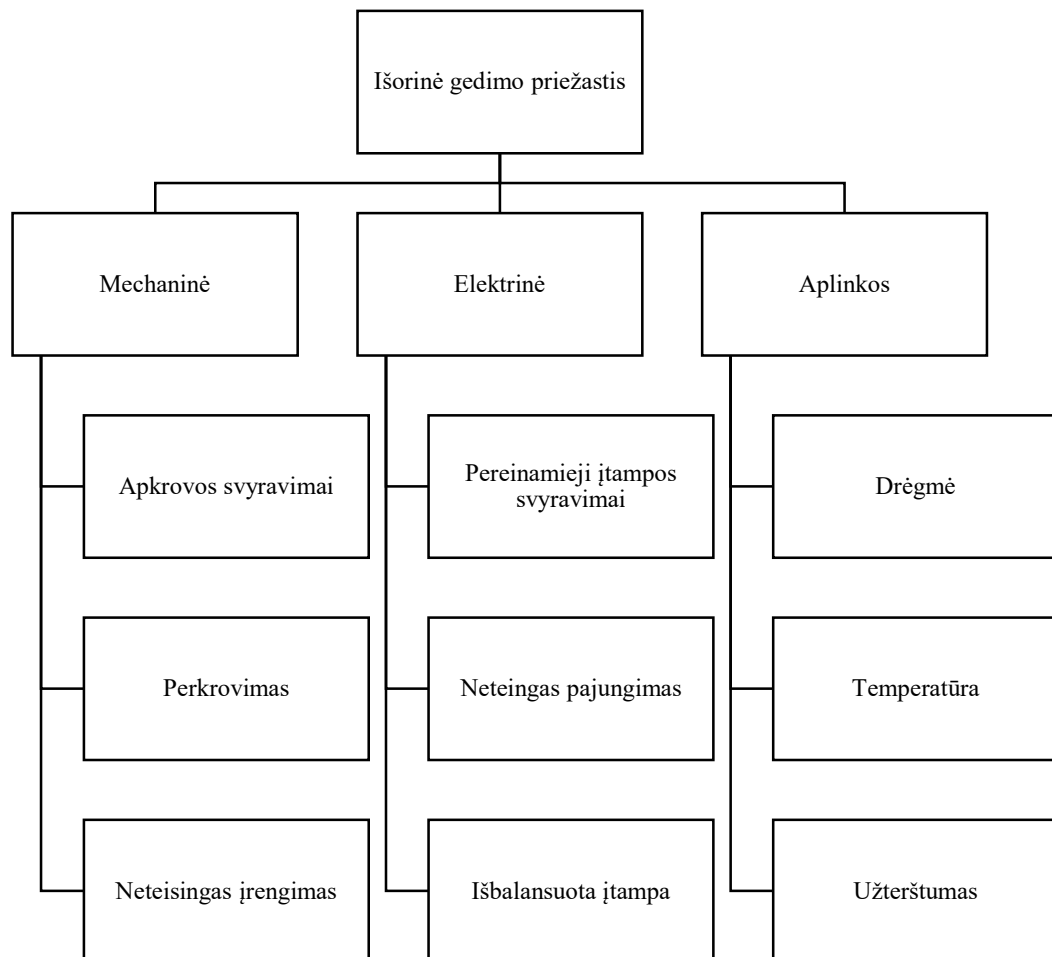 Išorinė gedimo priežastis
Mechaninė
Elektrinė
Aplinkos
Apkrovos svyravimai
Pereinamieji įtampos
svyravimai
Drėgmė
Perkrovimas
Neteingas pajungimas
Temperatūra
Neteisingas įrengimas
Išbalansuota įtampa
Užterštumas